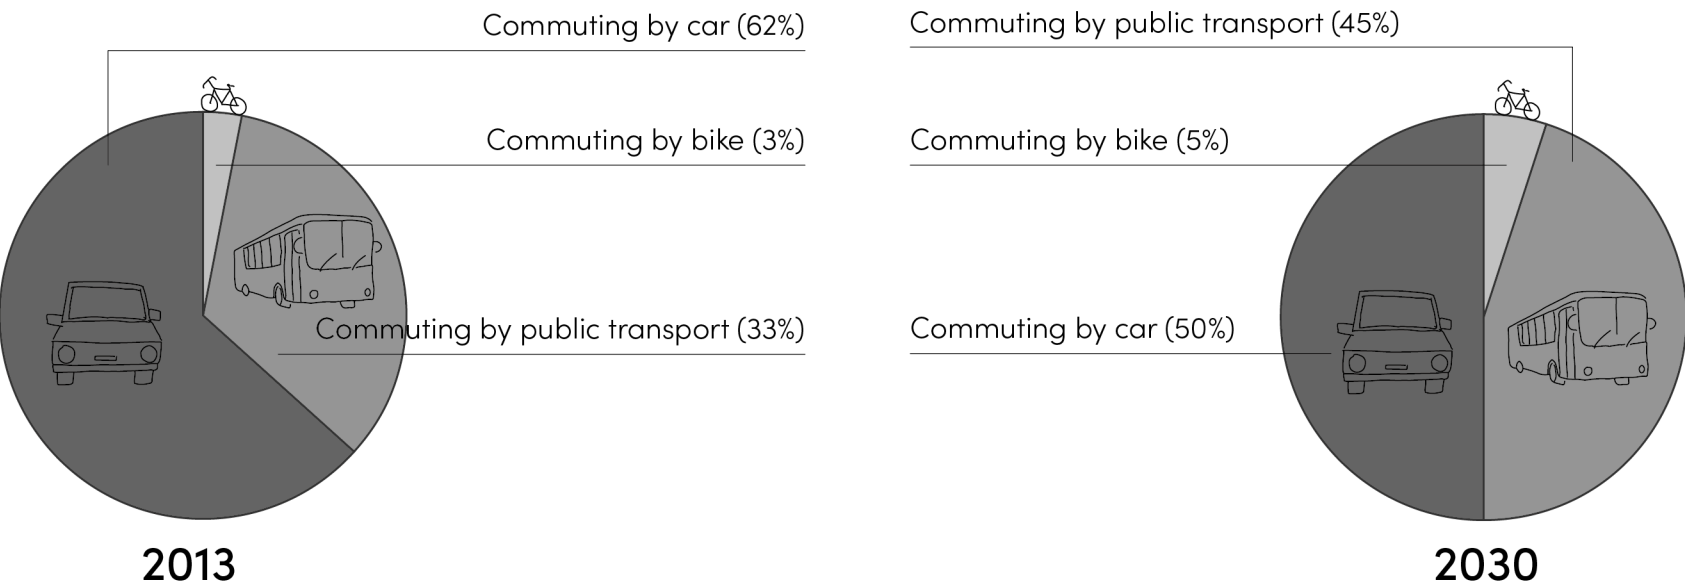 Commuting by car (62%)
Commuting by bike (3%)
Commuting by public transport (33%)
2013
Commuting by public transport (45%)
Commuting by bike (5%)
Commuting by car (50%)
2030